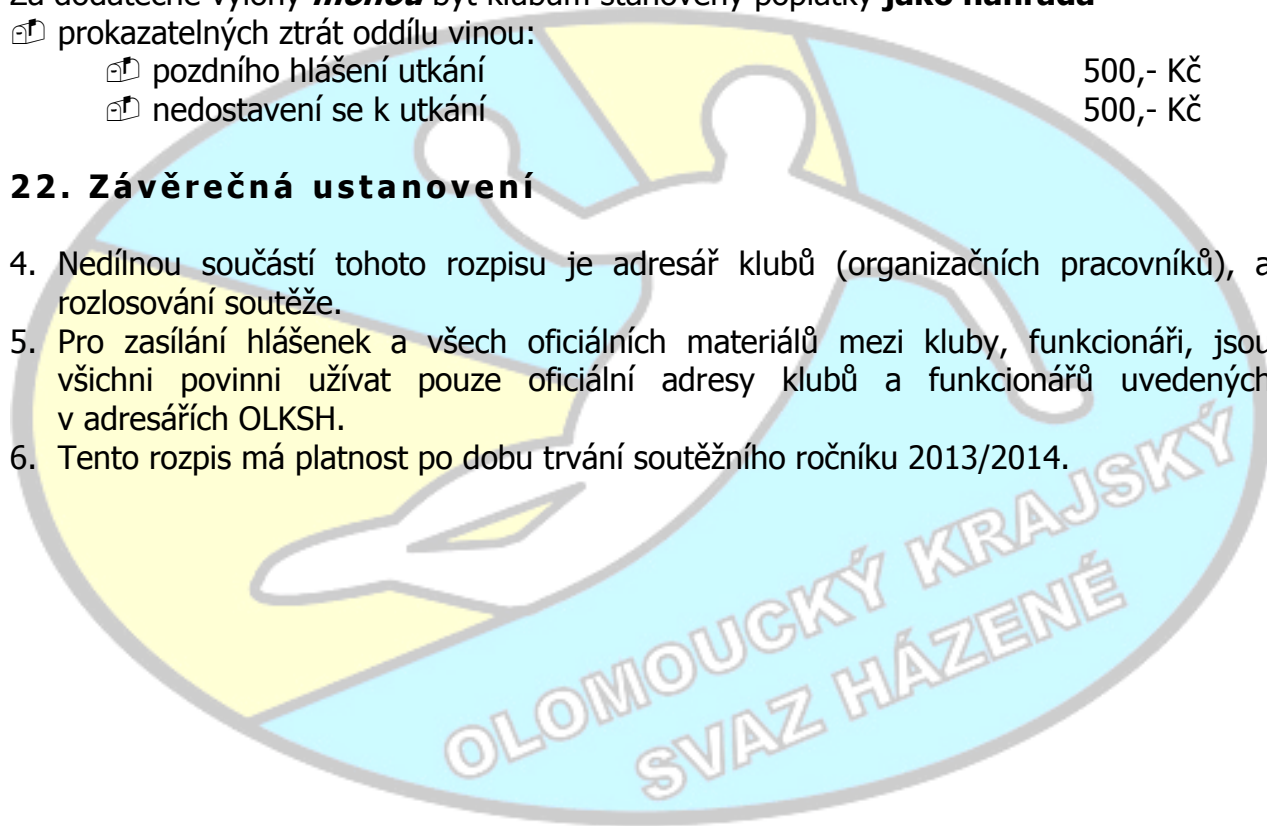 Za dodatečné výlohy mohou být klubům stanoveny poplatky jako náhrada
prokazatelných ztrát oddílu vinou:
pozdního hlášení utkání 500,- Kč
nedostavení se k utkání 500,- Kč
22. Závěrečná ustanovení
4. Nedílnou součástí tohoto rozpisu je adresář klubů (organizačních pracovníků), a
rozlosování soutěže.
5. Pro zasílání hlášenek a všech oficiálních materiálů mezi kluby, funkcionáři, jsou
všichni povinni užívat pouze oficiální adresy klubů a funkcionářů uvedených
v adresářích OLKSH.
6. Tento rozpis má platnost po dobu trvání soutěžního ročníku 2013/2014.
OLOMOUCKÝ KRAJSKÝ
SVAZ HÁZENÉ